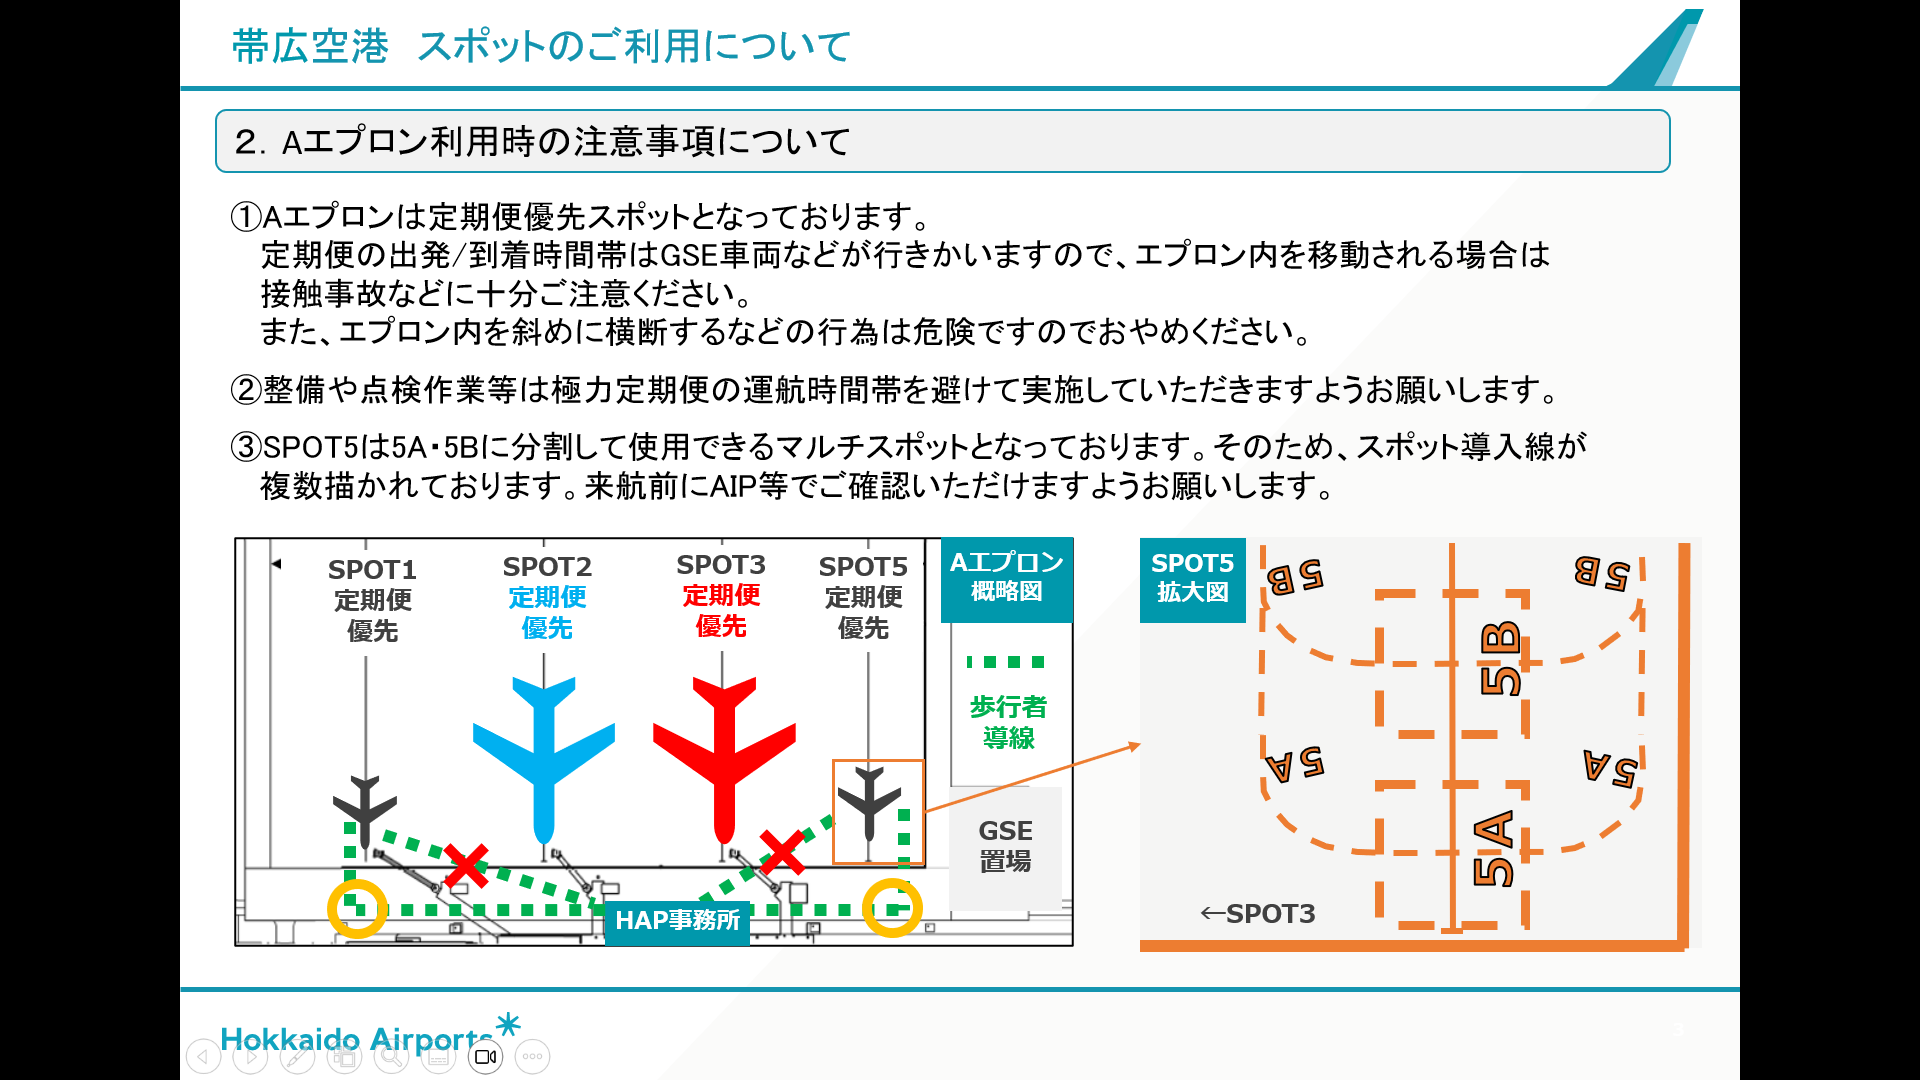 帯広空港　スポットのご利用について
２．Aエプロン利用時の注意事項について
①Aエプロンは定期便優先スポットとなっております。
定期便の出発/到着時間帯はGSE車両などが行きかいますので、エプロン内を移動される場合は
接触事故などに十分ご注意ください。
また、エプロン内を斜めに横断するなどの行為は危険ですのでおやめください。
②整備や点検作業等は極力定期便の運航時間帯を避けて実施していただきますようお願いします。
③SPOT5は5A・5Bに分割して使用できるマルチスポットとなっております。そのため、スポット導入線が
複数描かれております。来航前にAIP等でご確認いただけますようお願いします。
SPOT1
定期便
優先
SPOT2
定期便
優先
SPOT3
定期便
優先
SPOT5
定期便
優先
Aエプロン
概略図
歩行者
導線
GSE
置場
HAP事務所
SPOT5
拡大図
5B
5B
5B
5A
5A
5A
←SPOT3
Hokkaido Airports